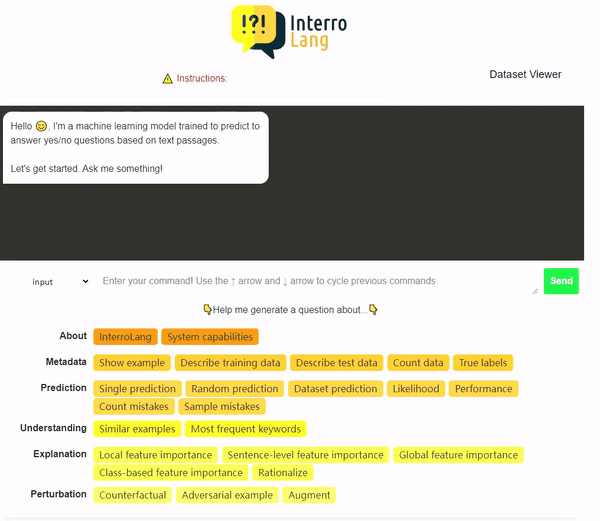 !?!
Interro
Lang
⚠ Instructions:
Dataset Viewer
Hello 😊, I'm a machine learning model trained to predict to
answer yes/no questions based on text passages.
Let's get started. Ask me something!
Input
Enter your command! Use the ↑ arrow and ↓ arrow to cycle previous commands.
Send
👇Help me generate a question about...👇
About InterroLang System capabilities
Metadata Show example Describe training data Describe test data Count data True labels
Prediction Single prediction Random prediction Dataset prediction Likelihood Performance
Count mistakes Sample mistakes
Understanding Similar examples Most frequent keywords
Explanation Local feature importance Sentence-level feature importance Global feature importance
Class-based feature importance Rationalize
Perturbation Counterfactual Adversarial example Augment